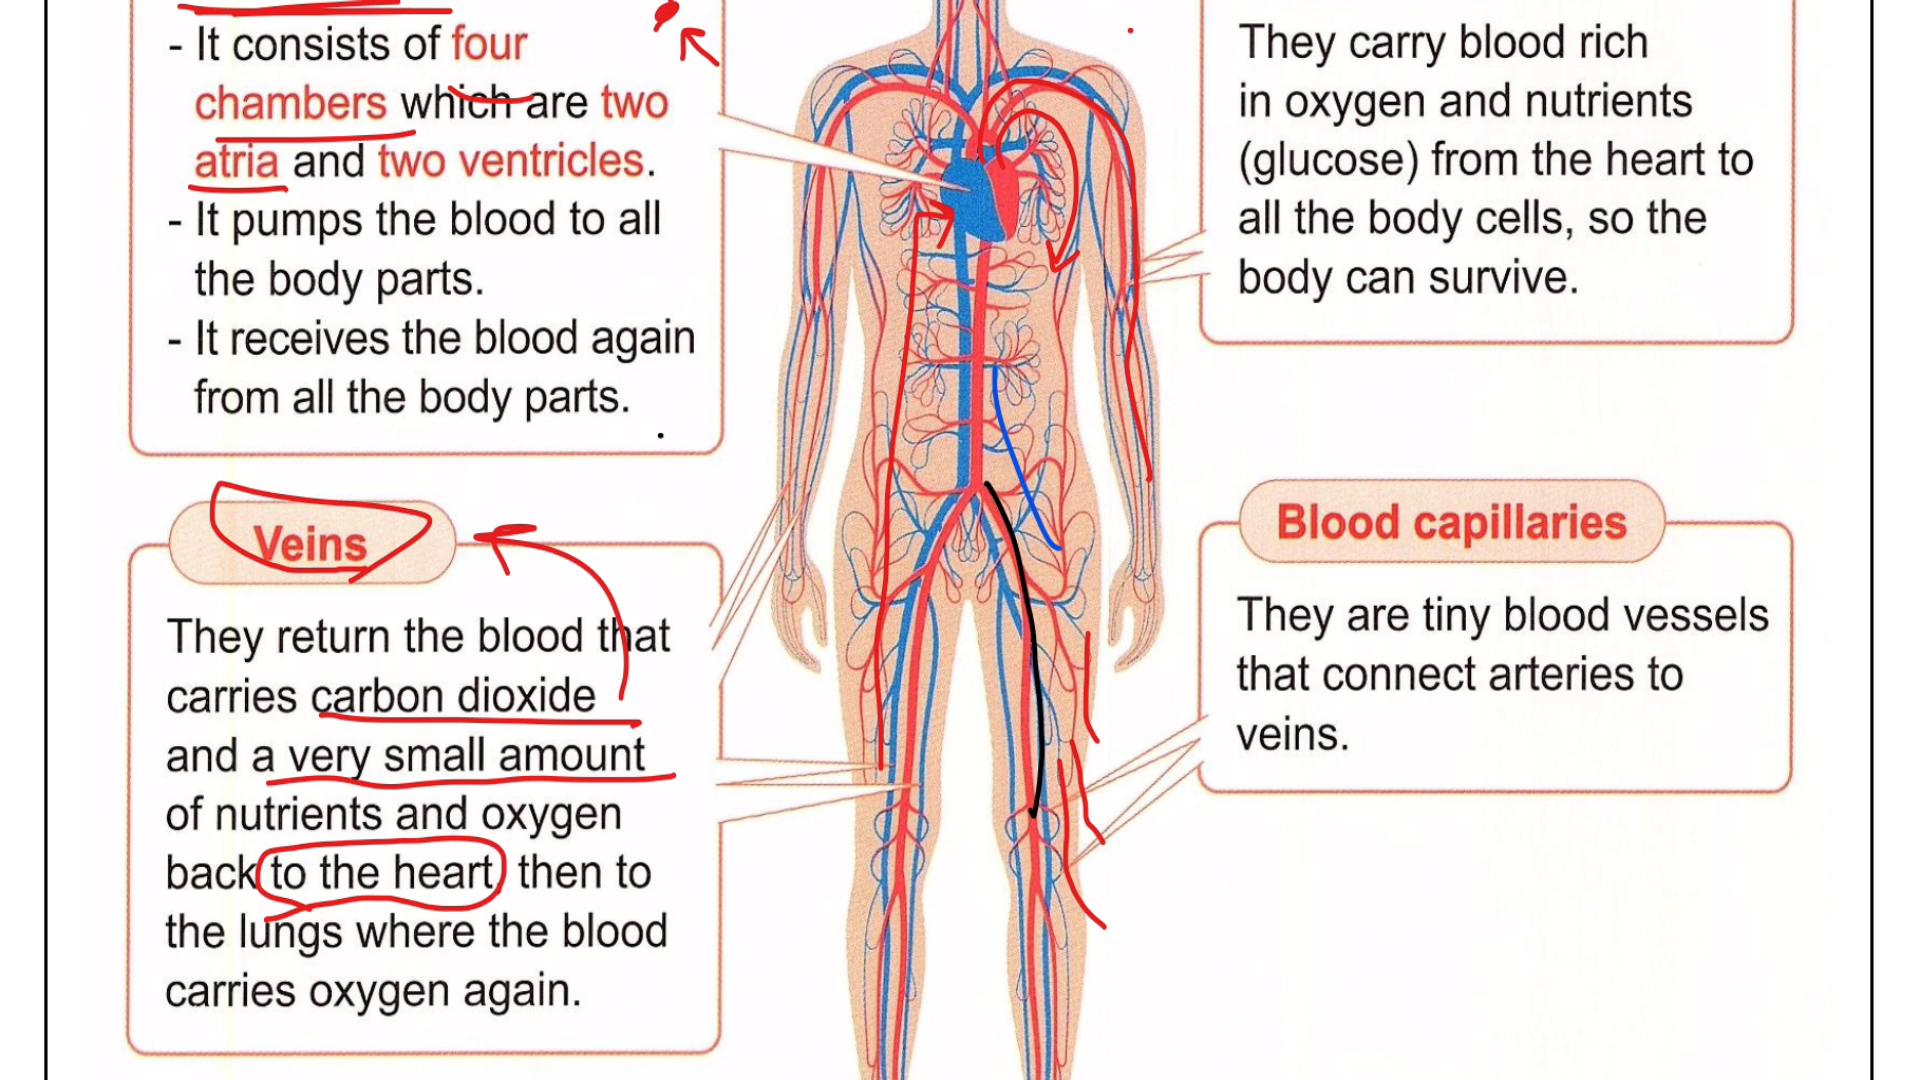 - It consists of four
chambers which are two
atria and two ventricles.
- It pumps the blood to all
the body parts.
- It receives the blood again
from all the body parts.
Veins
They return the blood that
carries carbon dioxide
and a very small amount
of nutrients and oxygen
back to the heart, then to
the lungs where the blood
carries oxygen again.
They carry blood rich
in oxygen and nutrients
(glucose) from the heart to
all the body cells, so the
body can survive.
Blood capillaries
They are tiny blood vessels
that connect arteries to
veins.